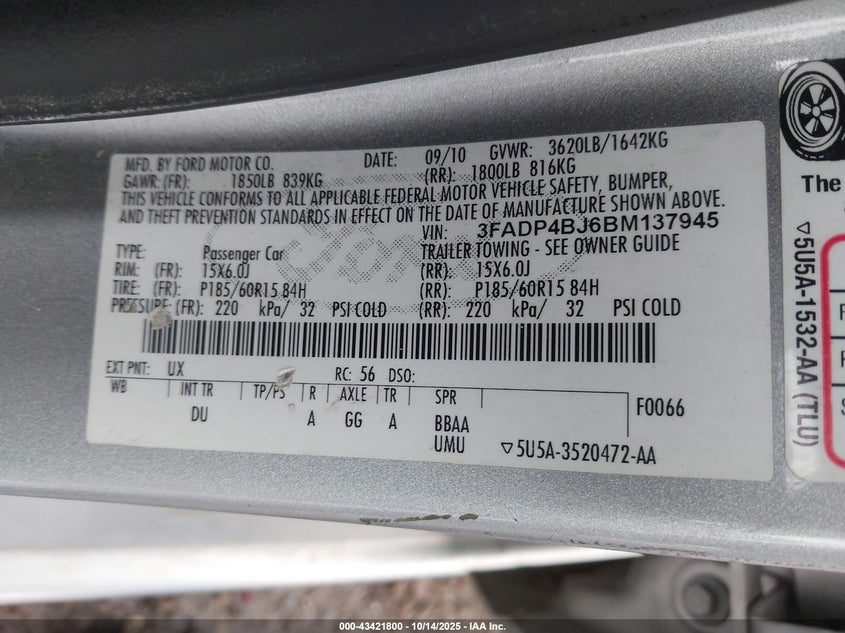 MFD. BY FORD MOTOR CO. DATE: 09/10 GVWR: 3620LB/1642KG
GAWR: (FR): 1850LB 839KG (RR): 1800LB 816KG
THIS VEHICLE CONFORMS TO ALL APPLICABLE FEDERAL MOTOR VEHICLE SAFETY, BUMPER,
AND THEFT PREVENTION STANDARDS IN EFFECT ON THE DATE OF MANUFACTURE SHOWN ABOVE.
VIN: 3FADP4BJ6BM137945
TYPE: Passenger Car TRAILER TOWING - SEE OWNER GUIDE
RIM: (FR): 15X6.0J (RR): 15X6.0J
TIRE: (FR): P185/60R15 84H (RR): P185/60R15 84H
PRESSURE: (FR): 220 kPa/ 32 PSI COLD (RR): 220 kPa/ 32 PSI COLD
EXT PNT: UX RC: 56 DSO:
WB INT TR TP/PS R AXLE TR SPR F0066
DU A GG A BBAA
UMU ▽5U5A-3520472-AA
The
▽5U5A-1532-AA (TLU)
000-43421800 - 10/14/2025 - IAA Inc.